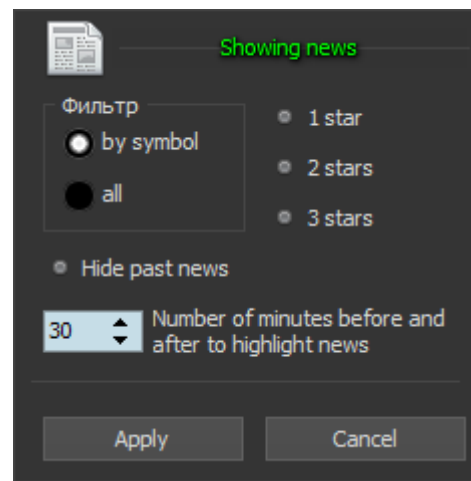 Showing news
Фильтр
by symbol
all
1 star
2 stars
3 stars
Hide past news
30
Number of minutes before and
after to highlight news
Apply
Cancel